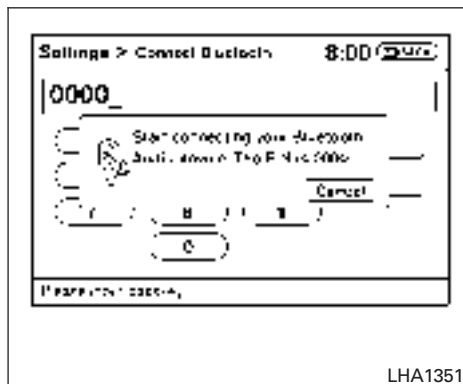 Settings > Connect Bluetooth 8:00
0000_
Start connecting your Bluetooth
Audio device. The PIN is 0000.
Cancel
8
0
LHA1351